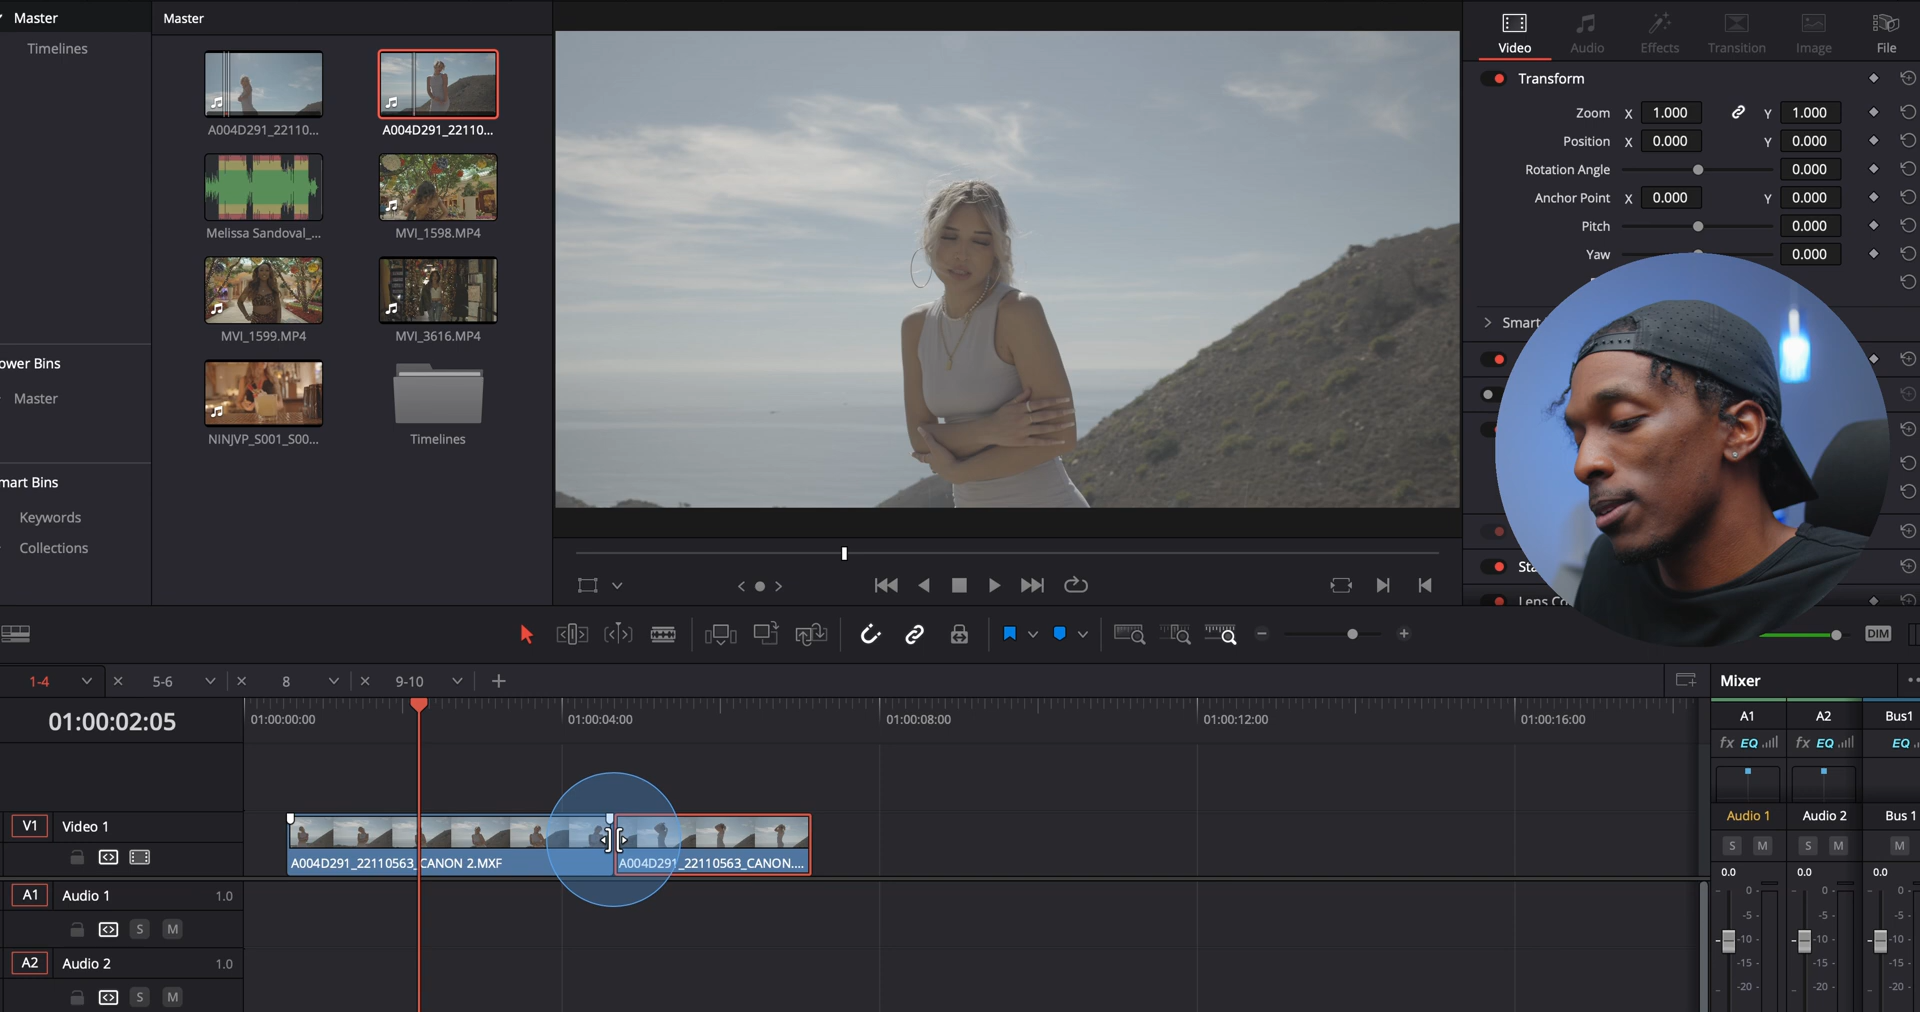 Master
Timelines
ower Bins
Master
mart Bins
Keywords
Collections
Master
A004D291_22110...
A004D291_22110...
Melissa Sandoval_...
MVI_1598.MP4
MVI_1599.MP4
MVI_3616.MP4
NINJVP_S001_S00...
Timelines
Video
Audio
Effects
Transition
Image
File
Transform
Zoom X 1.000 Y 1.000
Position X 0.000 Y 0.000
Rotation Angle 0.000
Anchor Point X 0.000 Y 0.000
Pitch 0.000
Yaw 0.000
Smart
Sta
Lens Co
DIM
1-4
5-6
8
9-10
01:00:02:05
01:00:00:00
01:00:04:00
01:00:08:00
01:00:12:00
01:00:16:00
V1 Video 1
A004D291_22110563_CANON 2.MXF
A004D291_22110563_CANON....
A1 Audio 1 1.0
S M
A2 Audio 2 1.0
S M
Mixer
A1 A2 Bus1
fx EQ fx EQ EQ
Audio 1 Audio 2 Bus 1
S M S M M
0.0 0.0 0.0
0 0 0
-5 -5 -5
-10 -10 -10
-15 -15 -15
-20 -20 -20